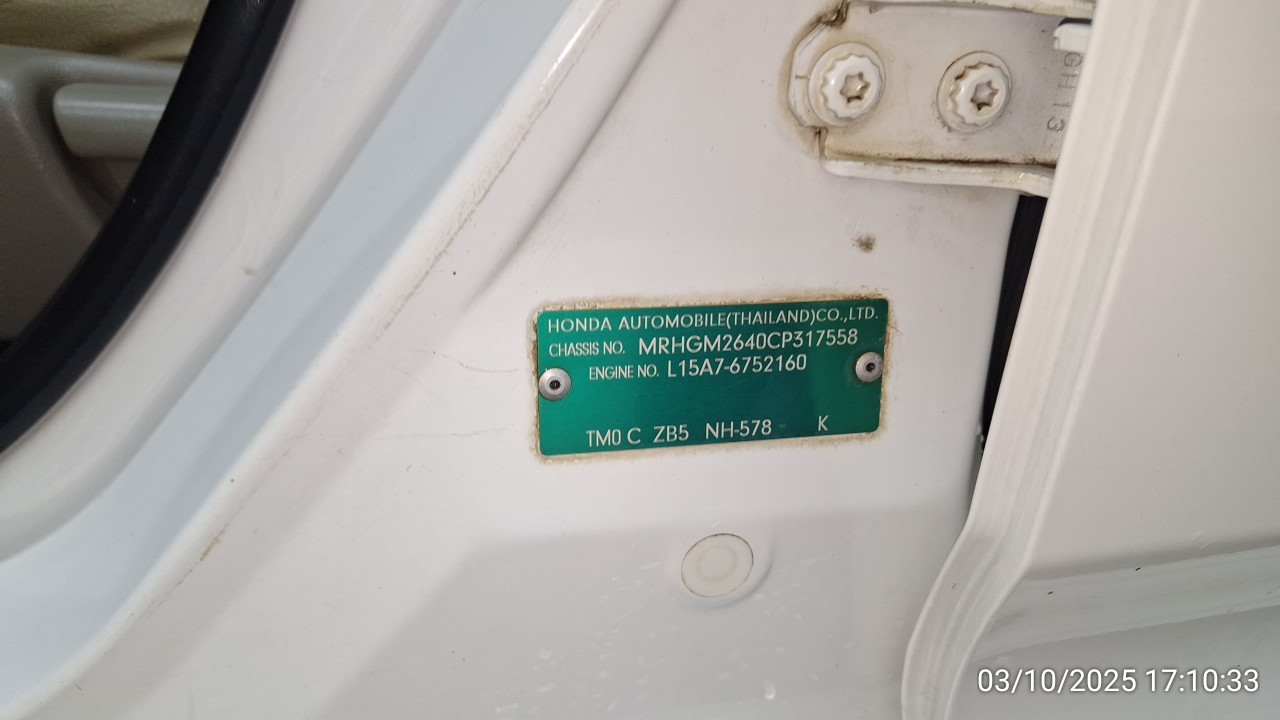 GH13
HONDA AUTOMOBILE(THAILAND)CO.,LTD.
CHASSIS NO. MRHGM2640CP317558
ENGINE NO. L15A7-6752160
TM0 C ZB5 NH-578 K
03/10/2025 17:10:33